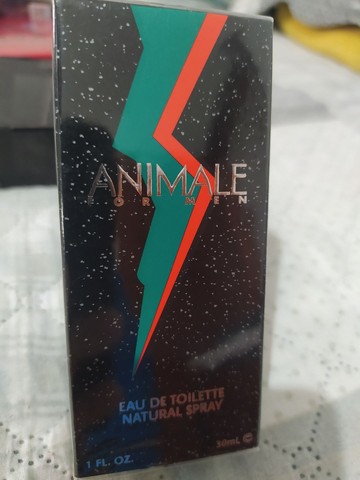 ANIMALE
FOR MEN
EAU DE TOILETTE
NATURAL SPRAY
30mL ℮
1 FL. OZ.